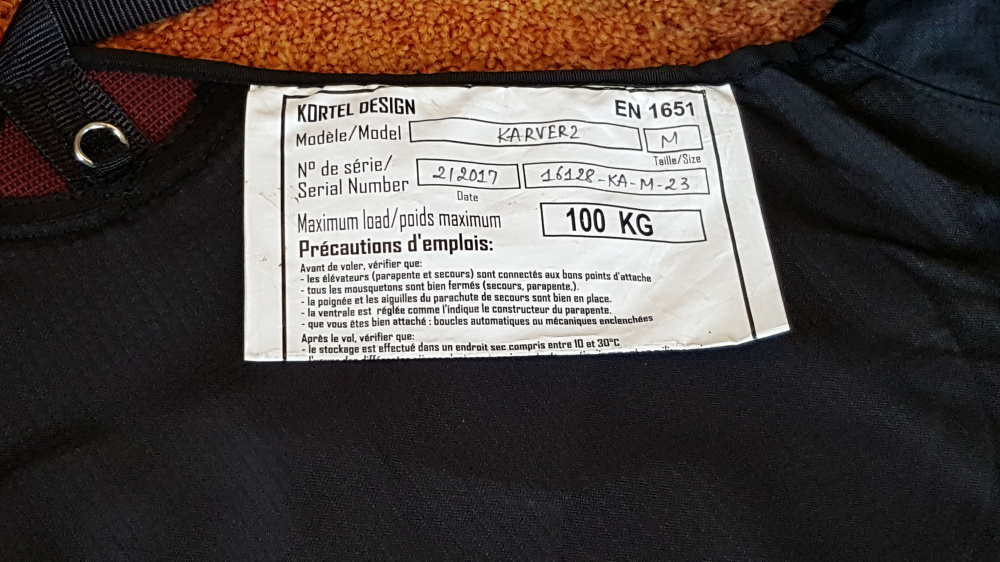 KORTEL DESIGN EN 1651
Modèle/Model KARVER2 M
Taille/Size
N° de série/
Serial Number 2/2017 16128-KA-M-23
Date
Maximum load/poids maximum 100 KG
Précautions d'emplois:
Avant de voler, vérifier que:
- les élévateurs (parapente et secours) sont connectés aux bons points d'attache
- tous les mousquetons sont bien fermés (secours, parapente,).
- la poignée et les aiguilles du parachute de secours sont bien en place.
- la ventrale est réglée comme l'indique le constructeur du parapente.
- que vous êtes bien attaché : boucles automatiques ou mécaniques enclenchées
Après le vol, vérifier que:
- le stockage est effectué dans un endroit sec compris entre 10 et 30°C